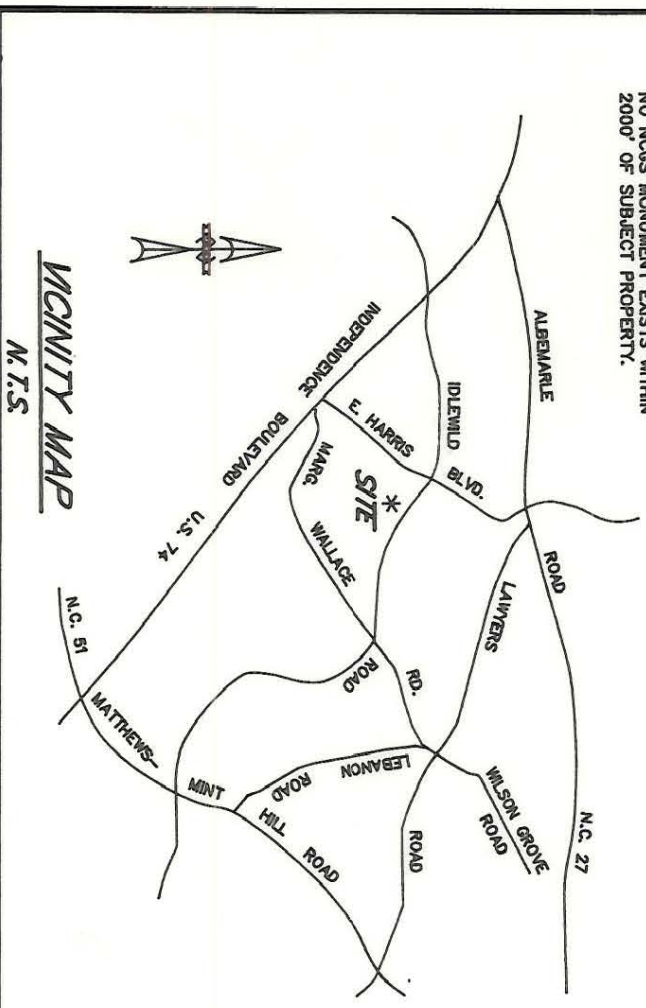 NO NCGS MONUMENT EXISTS WITHIN
2000' OF SUBJECT PROPERTY.
ALBEMARLE
ROAD
N.C. 27
IDLEWILD
ROAD
INDEPENDENCE
BOULEVARD
U.S. 74
E. HARRIS
BLVD.
SITE
*
MARG.
WALLACE
RD.
LAWYERS
ROAD
WILSON GROVE
ROAD
LEBANON
ROAD
N.C. 51
MATTHEWS-
MINT
HILL
ROAD
VICINITY MAP
N.T.S.